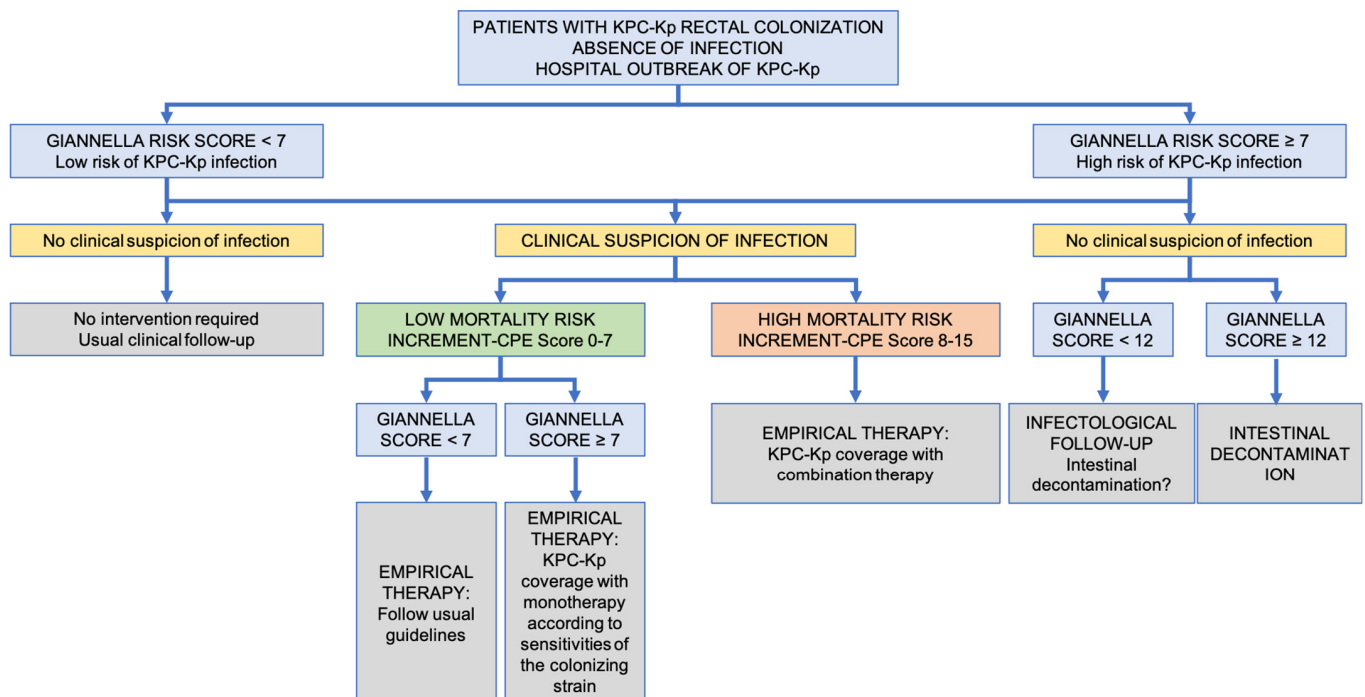 PATIENTS WITH KPC-Kp RECTAL COLONIZATION
ABSENCE OF INFECTION
HOSPITAL OUTBREAK OF KPC-Kp
GIANNELLA RISK SCORE < 7
Low risk of KPC-Kp infection
GIANNELLA RISK SCORE ≥ 7
High risk of KPC-Kp infection
No clinical suspicion of infection
CLINICAL SUSPICION OF INFECTION
No clinical suspicion of infection
No intervention required
Usual clinical follow-up
LOW MORTALITY RISK
INCREMENT-CPE Score 0-7
HIGH MORTALITY RISK
INCREMENT-CPE Score 8-15
GIANNELLA
SCORE < 12
GIANNELLA
SCORE ≥ 12
GIANNELLA
SCORE < 7
GIANNELLA
SCORE ≥ 7
EMPIRICAL THERAPY:
KPC-Kp coverage with
combination therapy
INFECTOLOGICAL
FOLLOW-UP
Intestinal
decontamination?
INTESTINAL
DECONTAMINAT
ION
EMPIRICAL
THERAPY:
Follow usual
guidelines
EMPIRICAL
THERAPY:
KPC-Kp
coverage with
monotherapy
according to
sensitivities of
the colonizing
strain